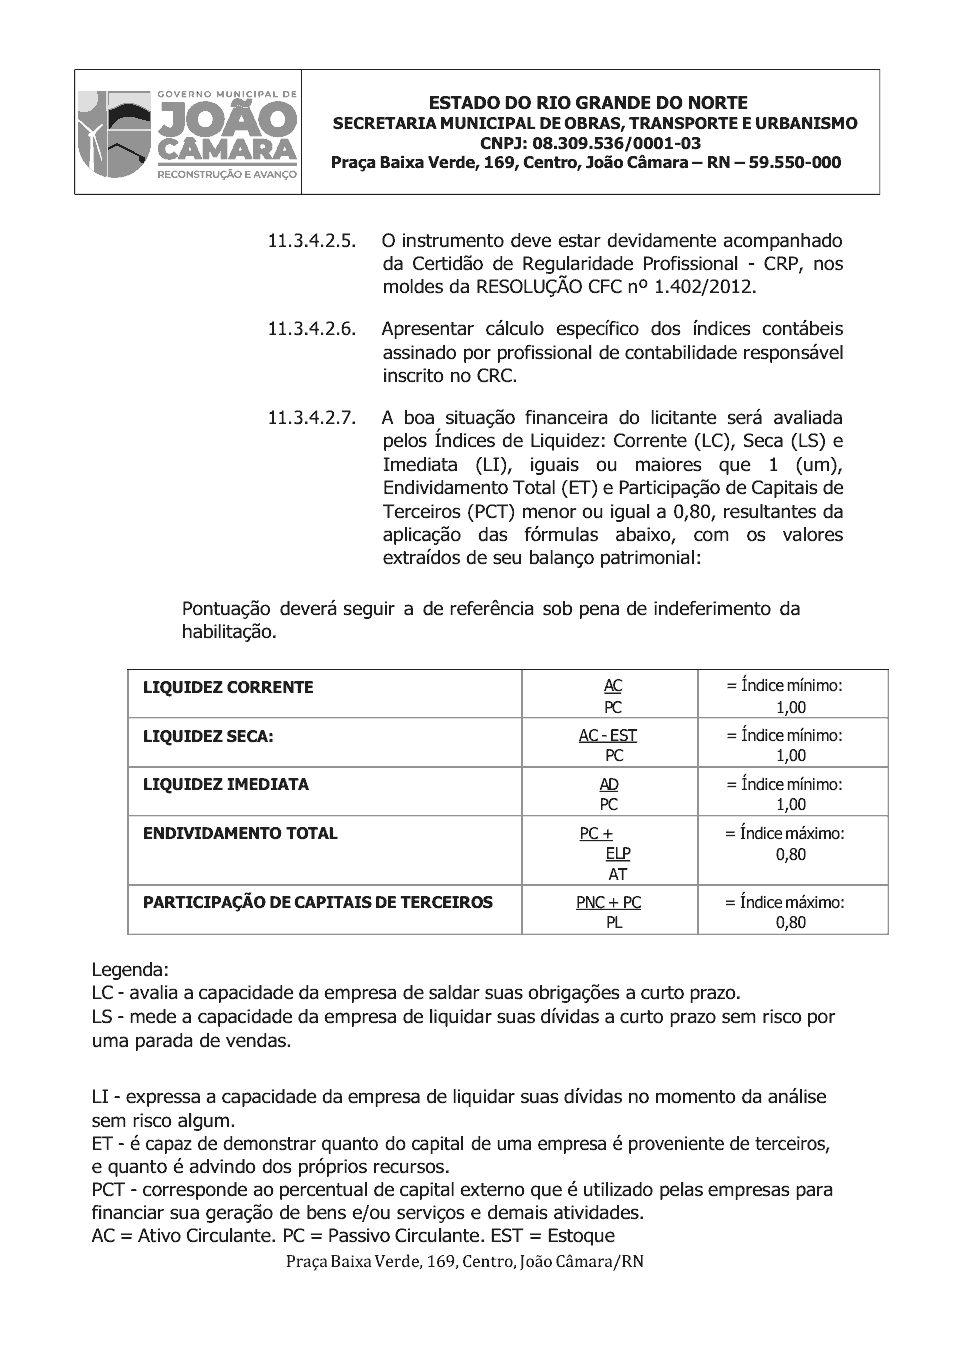 GOVERNO MUNICIPAL DE
JOÃO
CÂMARA
RECONSTRUÇÃO E AVANÇO
ESTADO DO RIO GRANDE DO NORTE
SECRETARIA MUNICIPAL DE OBRAS, TRANSPORTE E URBANISMO
CNPJ: 08.309.536/0001-03
Praça Baixa Verde, 169, Centro, João Câmara – RN – 59.550-000
11.3.4.2.5. O instrumento deve estar devidamente acompanhado
da Certidão de Regularidade Profissional - CRP, nos
moldes da RESOLUÇÃO CFC nº 1.402/2012.
11.3.4.2.6. Apresentar cálculo específico dos índices contábeis
assinado por profissional de contabilidade responsável
inscrito no CRC.
11.3.4.2.7. A boa situação financeira do licitante será avaliada
pelos Índices de Liquidez: Corrente (LC), Seca (LS) e
Imediata (LI), iguais ou maiores que 1 (um),
Endividamento Total (ET) e Participação de Capitais de
Terceiros (PCT) menor ou igual a 0,80, resultantes da
aplicação das fórmulas abaixo, com os valores
extraídos de seu balanço patrimonial:
Pontuação deverá seguir a de referência sob pena de indeferimento da
habilitação.
LIQUIDEZ CORRENTE AC = Índice mínimo:
PC 1,00
LIQUIDEZ SECA: AC - EST = Índice mínimo:
PC 1,00
LIQUIDEZ IMEDIATA AD = Índice mínimo:
PC 1,00
ENDIVIDAMENTO TOTAL PC + = Índice máximo:
ELP 0,80
AT
PARTICIPAÇÃO DE CAPITAIS DE TERCEIROS PNC + PC = Índice máximo:
PL 0,80
Legenda:
LC - avalia a capacidade da empresa de saldar suas obrigações a curto prazo.
LS - mede a capacidade da empresa de liquidar suas dívidas a curto prazo sem risco por
uma parada de vendas.
LI - expressa a capacidade da empresa de liquidar suas dívidas no momento da análise
sem risco algum.
ET - é capaz de demonstrar quanto do capital de uma empresa é proveniente de terceiros,
e quanto é advindo dos próprios recursos.
PCT - corresponde ao percentual de capital externo que é utilizado pelas empresas para
financiar sua geração de bens e/ou serviços e demais atividades.
AC = Ativo Circulante. PC = Passivo Circulante. EST = Estoque
Praça Baixa Verde, 169, Centro, João Câmara/RN